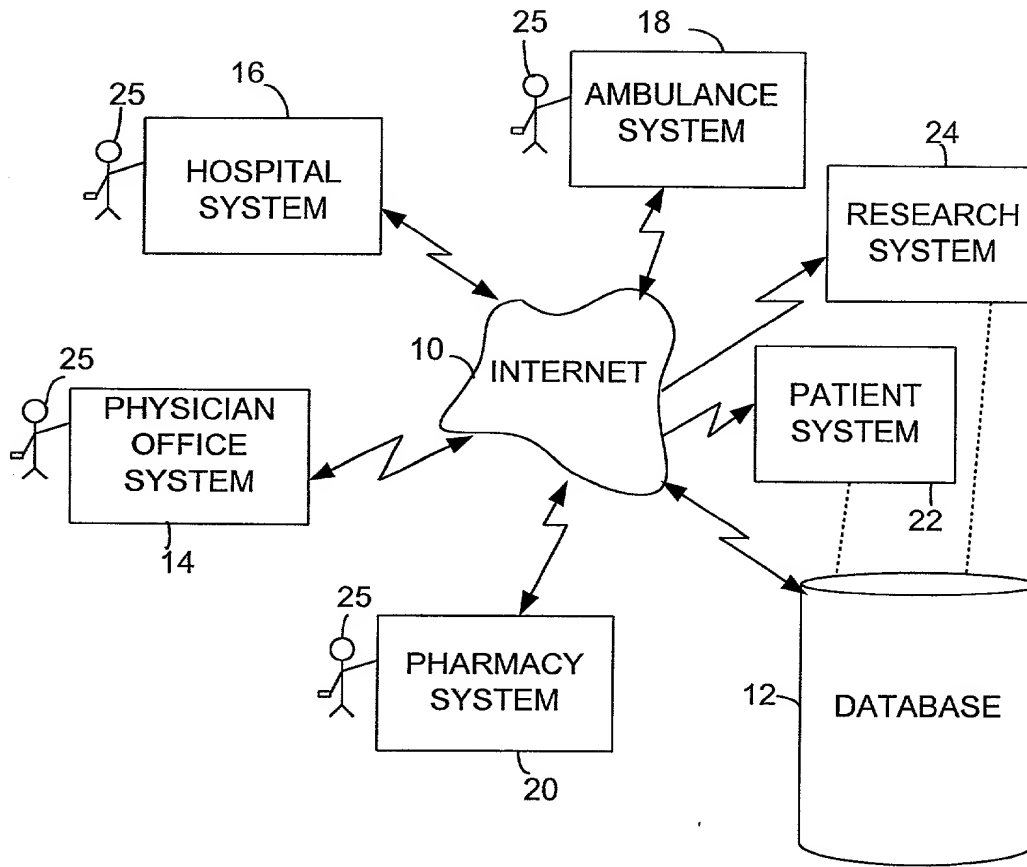 25
18
AMBULANCE
SYSTEM
16
25
HOSPITAL
SYSTEM
24
RESEARCH
SYSTEM
10
INTERNET
25
PHYSICIAN
OFFICE
SYSTEM
14
PATIENT
SYSTEM
22
25
PHARMACY
SYSTEM
20
12
DATABASE